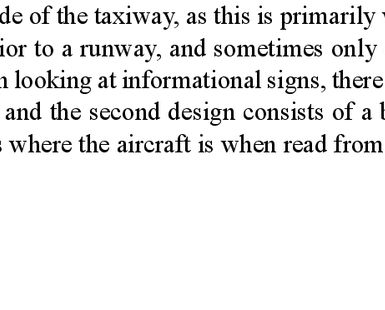 de of the taxiway, as this is primarily
ior to a runway, and sometimes only
looking at informational signs, there
and the second design consists of a
where the aircraft is when read from